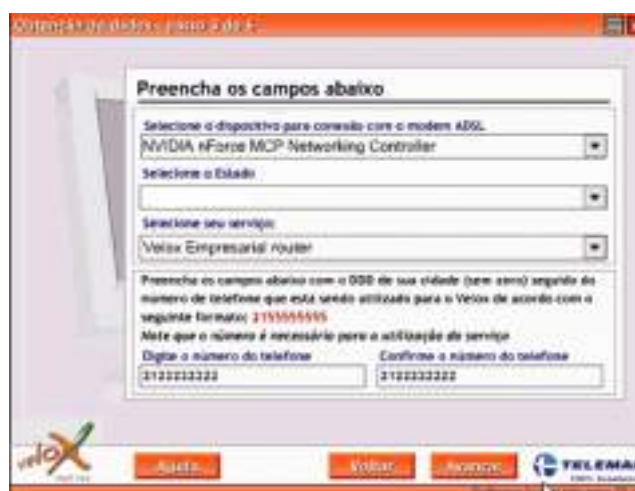 Obtenção de dados - passo 3 de 6
Preencha os campos abaixo
Selecione o dispositivo para conexão com o modem ADSL
NVIDIA nForce MCP Networking Controller
Selecione o Estado
Selecione seu serviço:
Velox Empresarial router
Preencha os campos abaixo com o DDD de sua cidade (sem zero) seguido do
número de telefone que está sendo utilizado para o Velox de acordo com o
seguinte formato: 2155555555
Note que o número é necessário para a utilização do serviço
Digite o número do telefone
Confirme o número do telefone
2122222222
2122222222
velox
Ajuda
Voltar
Avançar
TELEMAR